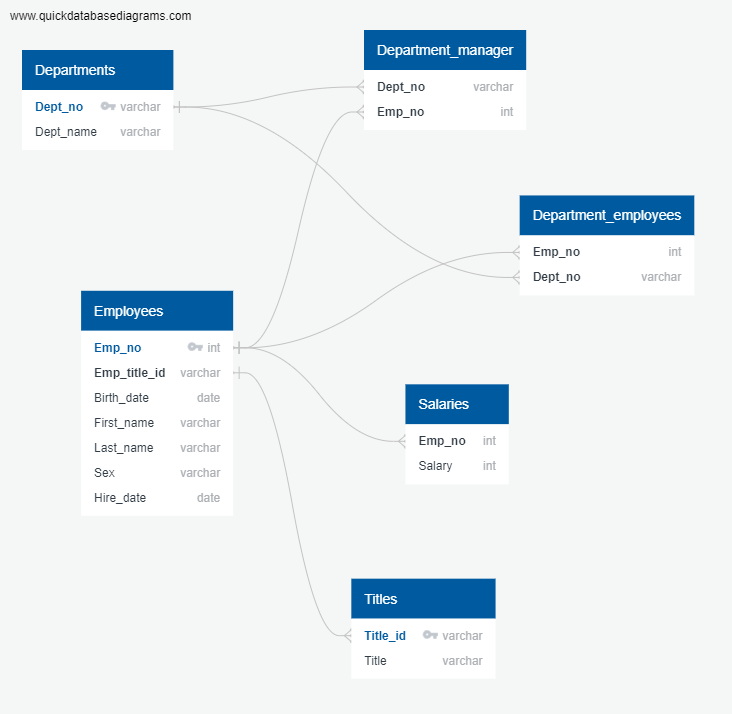 www.quickdatabasediagrams.com
Departments
Dept_no varchar
Dept_name varchar
Department_manager
Dept_no varchar
Emp_no int
Department_employees
Emp_no int
Dept_no varchar
Employees
Emp_no int
Emp_title_id varchar
Birth_date date
First_name varchar
Last_name varchar
Sex varchar
Hire_date date
Salaries
Emp_no int
Salary int
Titles
Title_id varchar
Title varchar